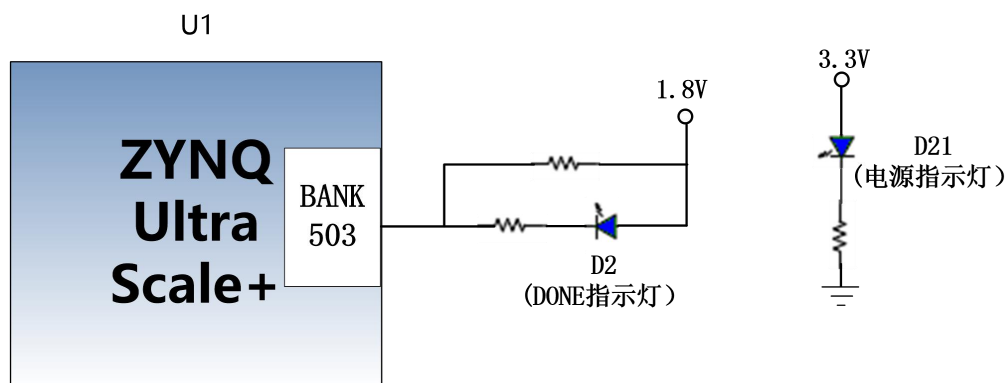 U1
ZYNQ
Ultra
Scale+
BANK
503
1.8V
D2
(DONE指示灯）
3.3V
D21
(电源指示灯）